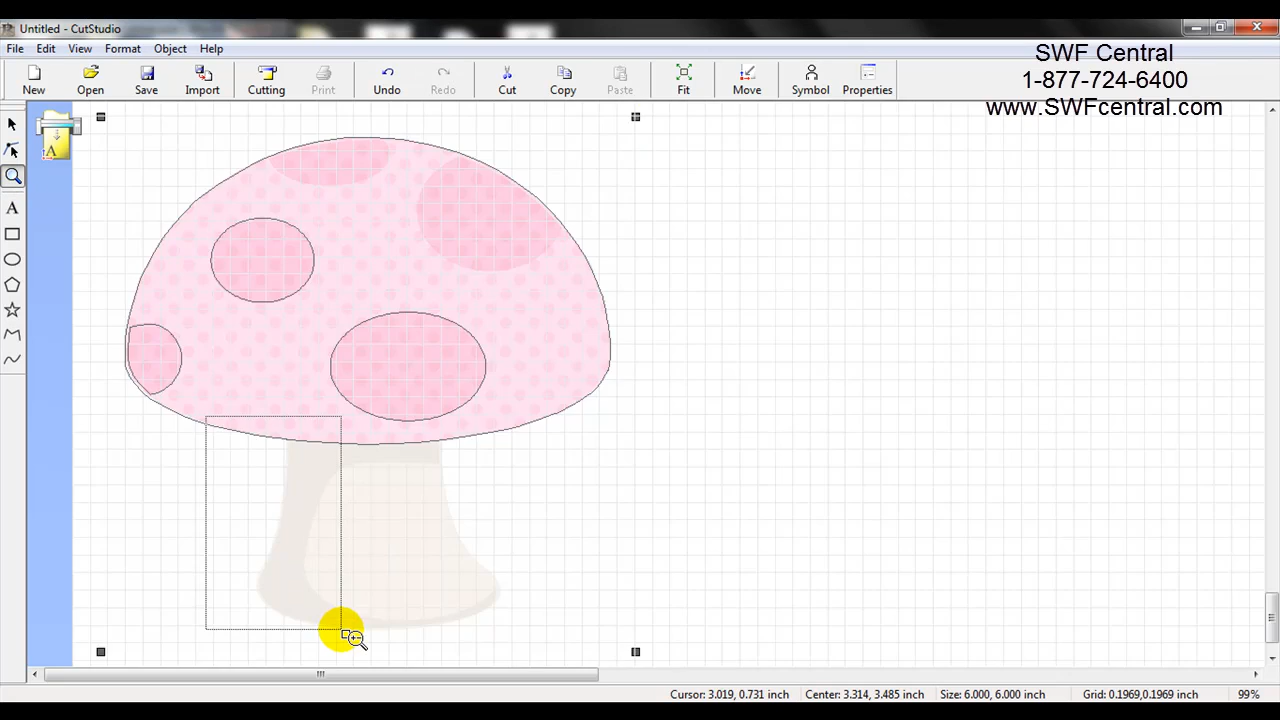 Untitled - CutStudio
File Edit View Format Object Help
SWF Central
1-877-724-6400
www.SWFcentral.com
New Open Save Import Cutting Print Undo Redo Cut Copy Paste Fit Move Symbol Properties
A
A
Cursor: 3.019, 0.731 inch Center: 3.314, 3.485 inch Size: 6.000, 6.000 inch Grid: 0.1969,0.1969 inch 99%